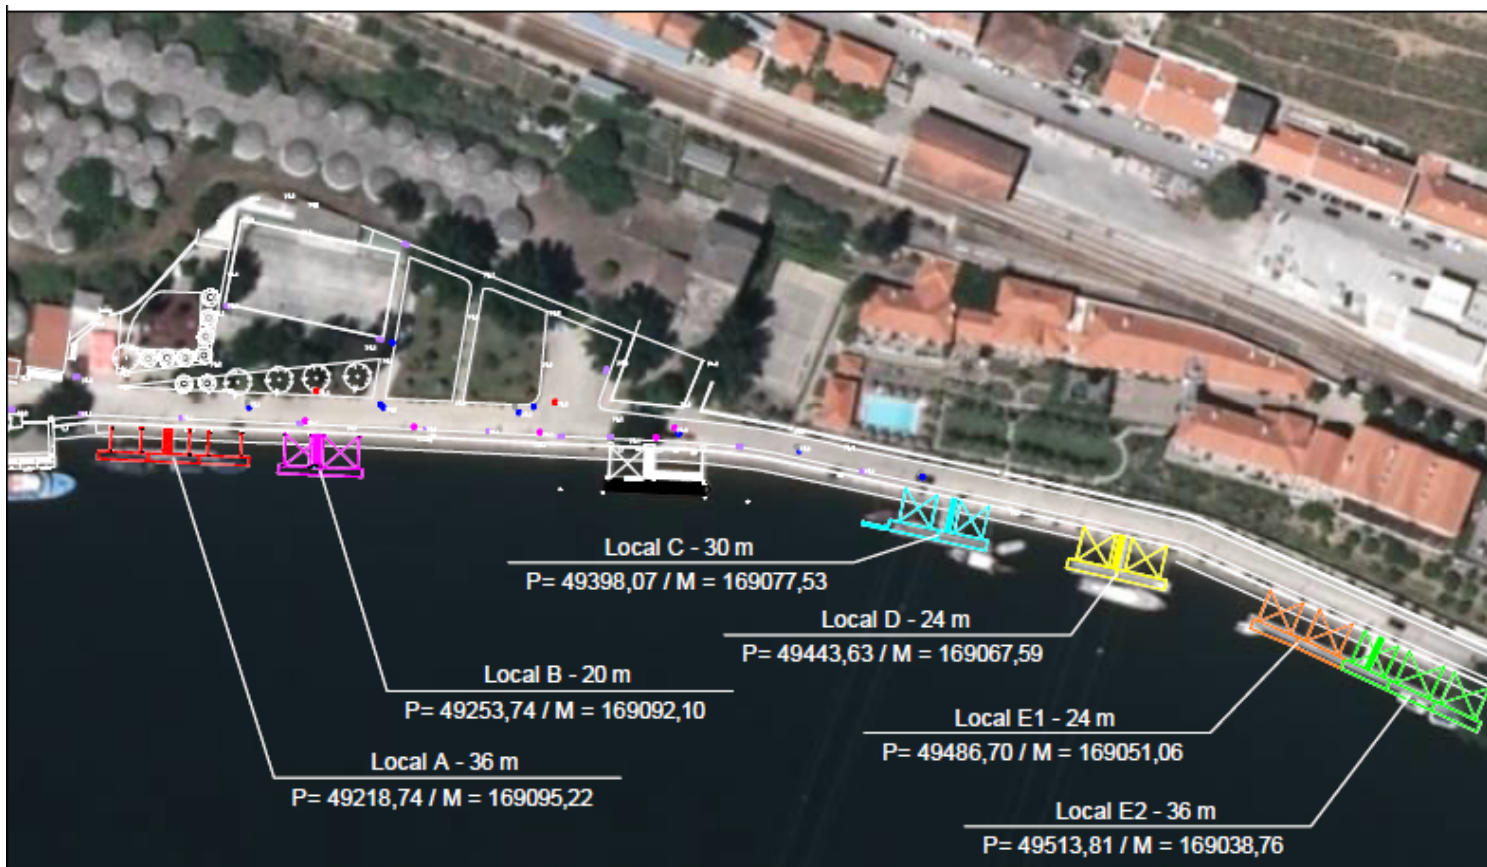 Local C - 30 m
P= 49398,07 / M = 169077,53
Local D - 24 m
P= 49443,63 / M = 169067,59
Local B - 20 m
P= 49253,74 / M = 169092,10
Local E1 - 24 m
P= 49486,70 / M = 169051,06
Local A - 36 m
P= 49218,74 / M = 169095,22
Local E2 - 36 m
P= 49513,81 / M = 169038,76